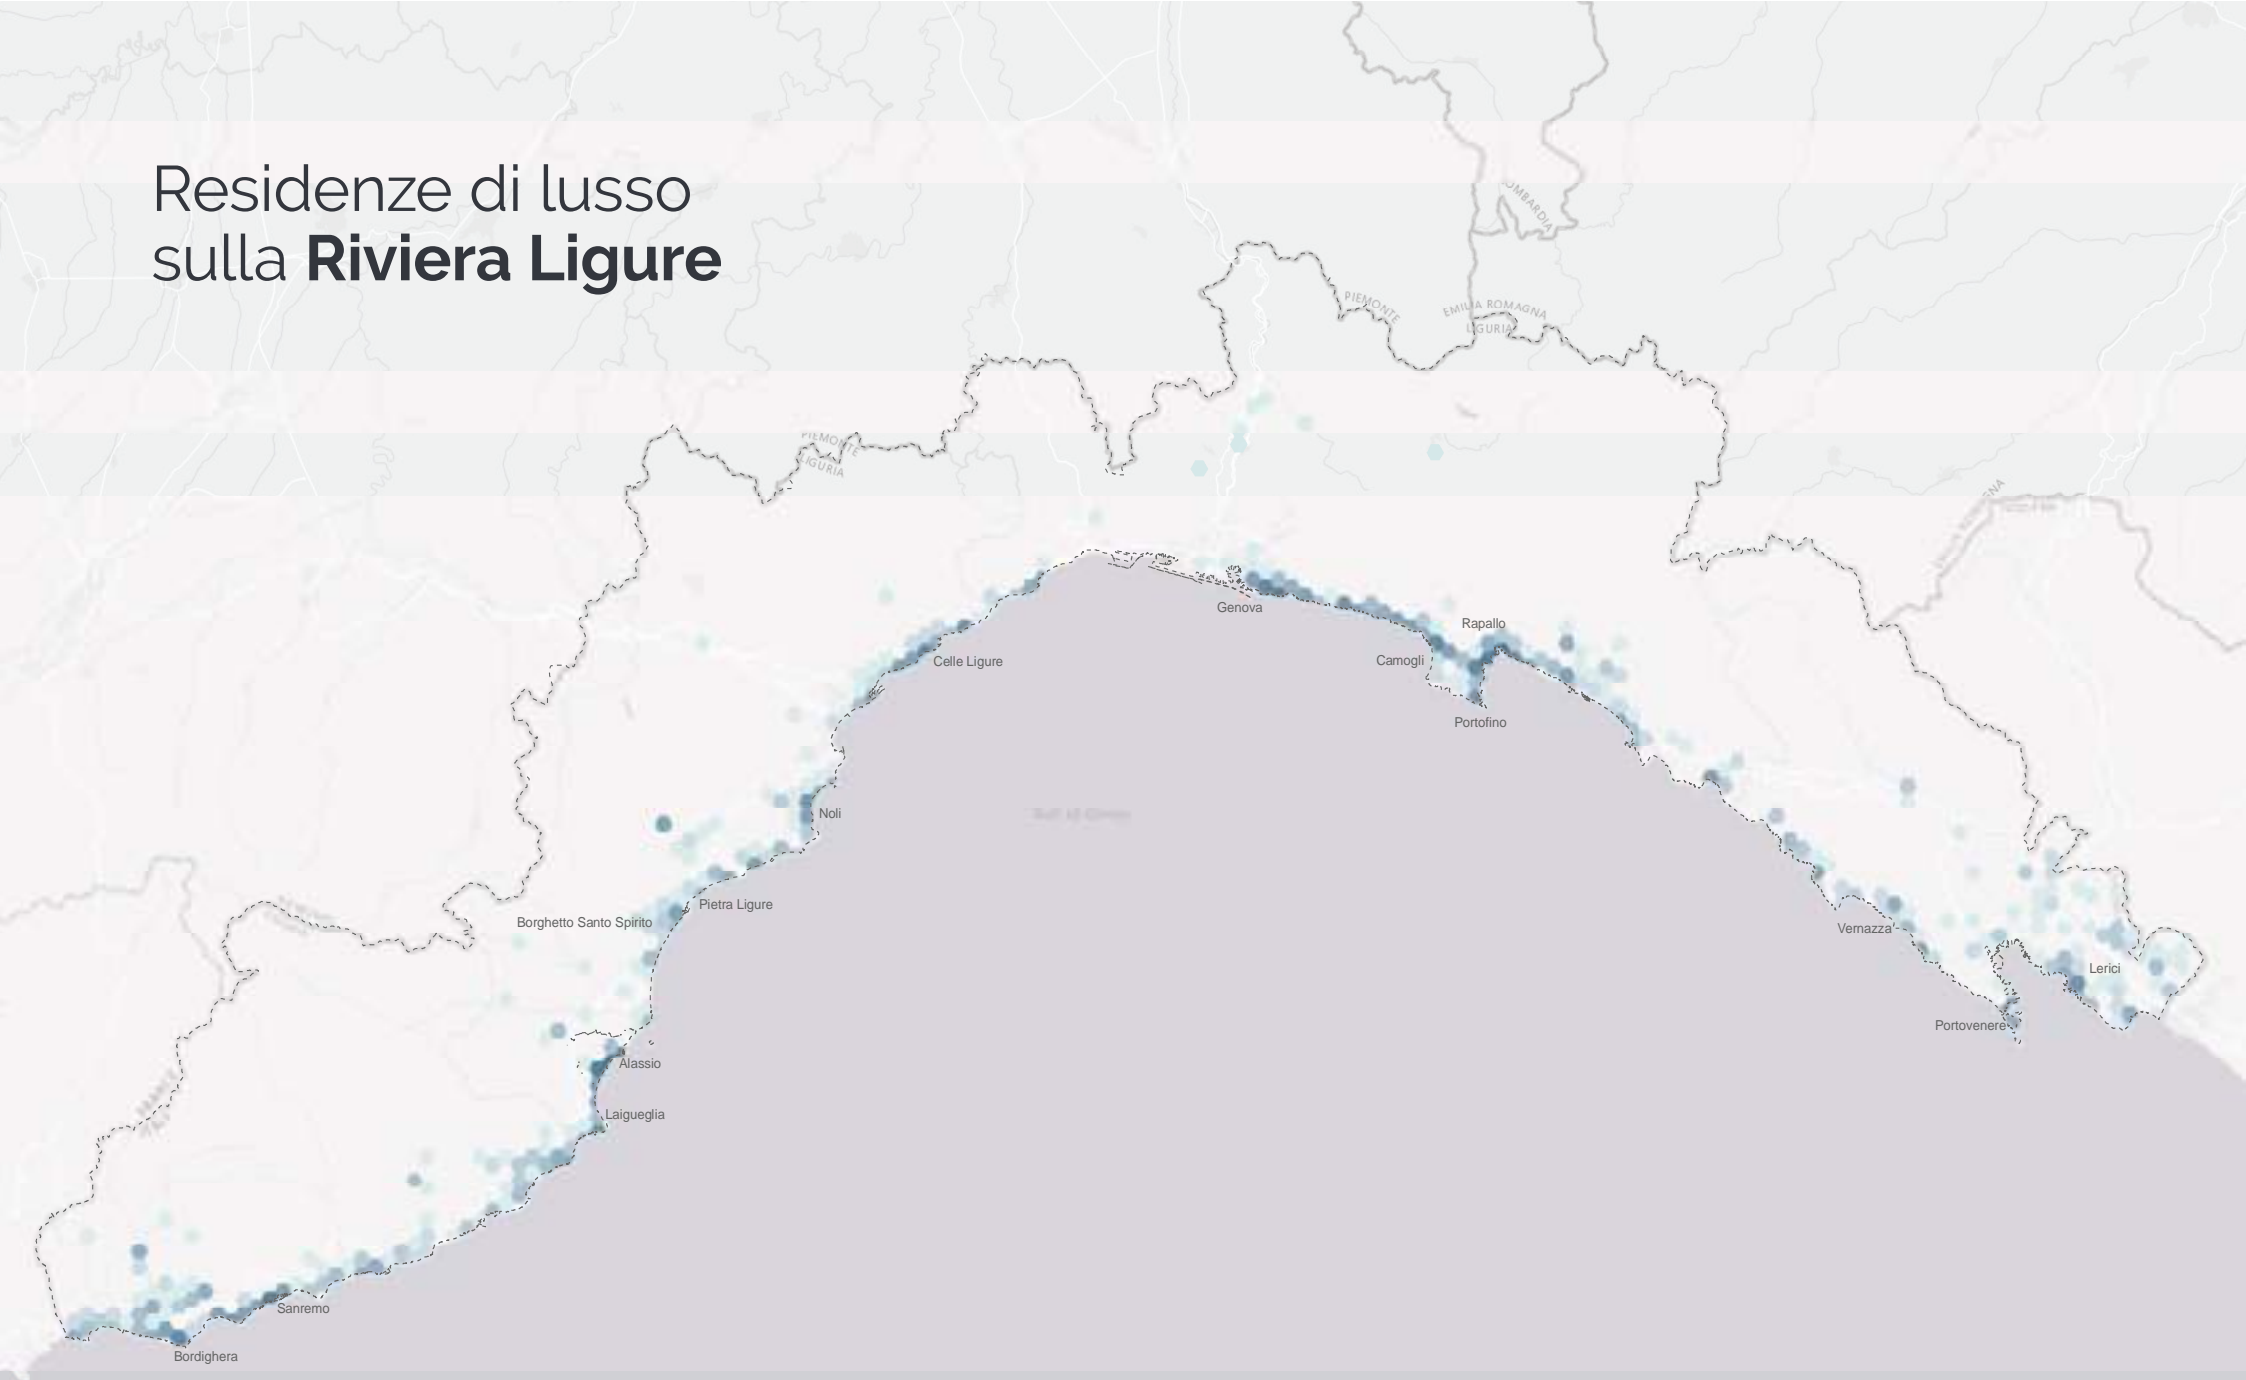 Residenze di lusso
sulla Riviera Ligure
LOMBARDIA
PIEMONTE
EMILIA ROMAGNA
LIGURIA
PIEMONTE
LIGURIA
Genova
Rapallo
Celle Ligure
Camogli
Portofino
Noli
Pietra Ligure
Borghetto Santo Spirito
Vernazza
Lerici
Portovenere
Alassio
Laigueglia
Sanremo
Bordighera